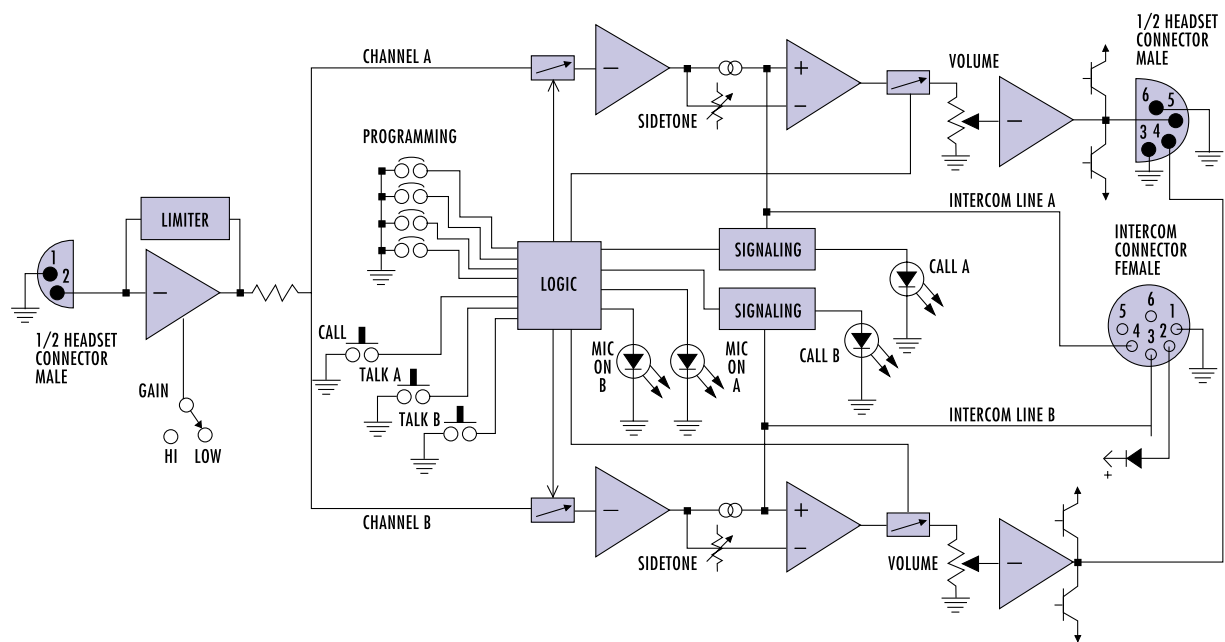 1/2 HEADSET
CONNECTOR
MALE
CHANNEL A
VOLUME
SIDETONE
+
−
−
−
6
5
3
4
PROGRAMMING
LIMITER
INTERCOM LINE A
INTERCOM
CONNECTOR
FEMALE
SIGNALING
LOGIC
CALL A
1
2
−
1/2 HEADSET
CONNECTOR
MALE
SIGNALING
6
5
1
4
3
2
CALL
MIC
ON
B
MIC
ON
A
CALL B
TALK A
GAIN
TALK B
HI
LOW
INTERCOM LINE B
+
CHANNEL B
−
+
−
SIDETONE
VOLUME
−